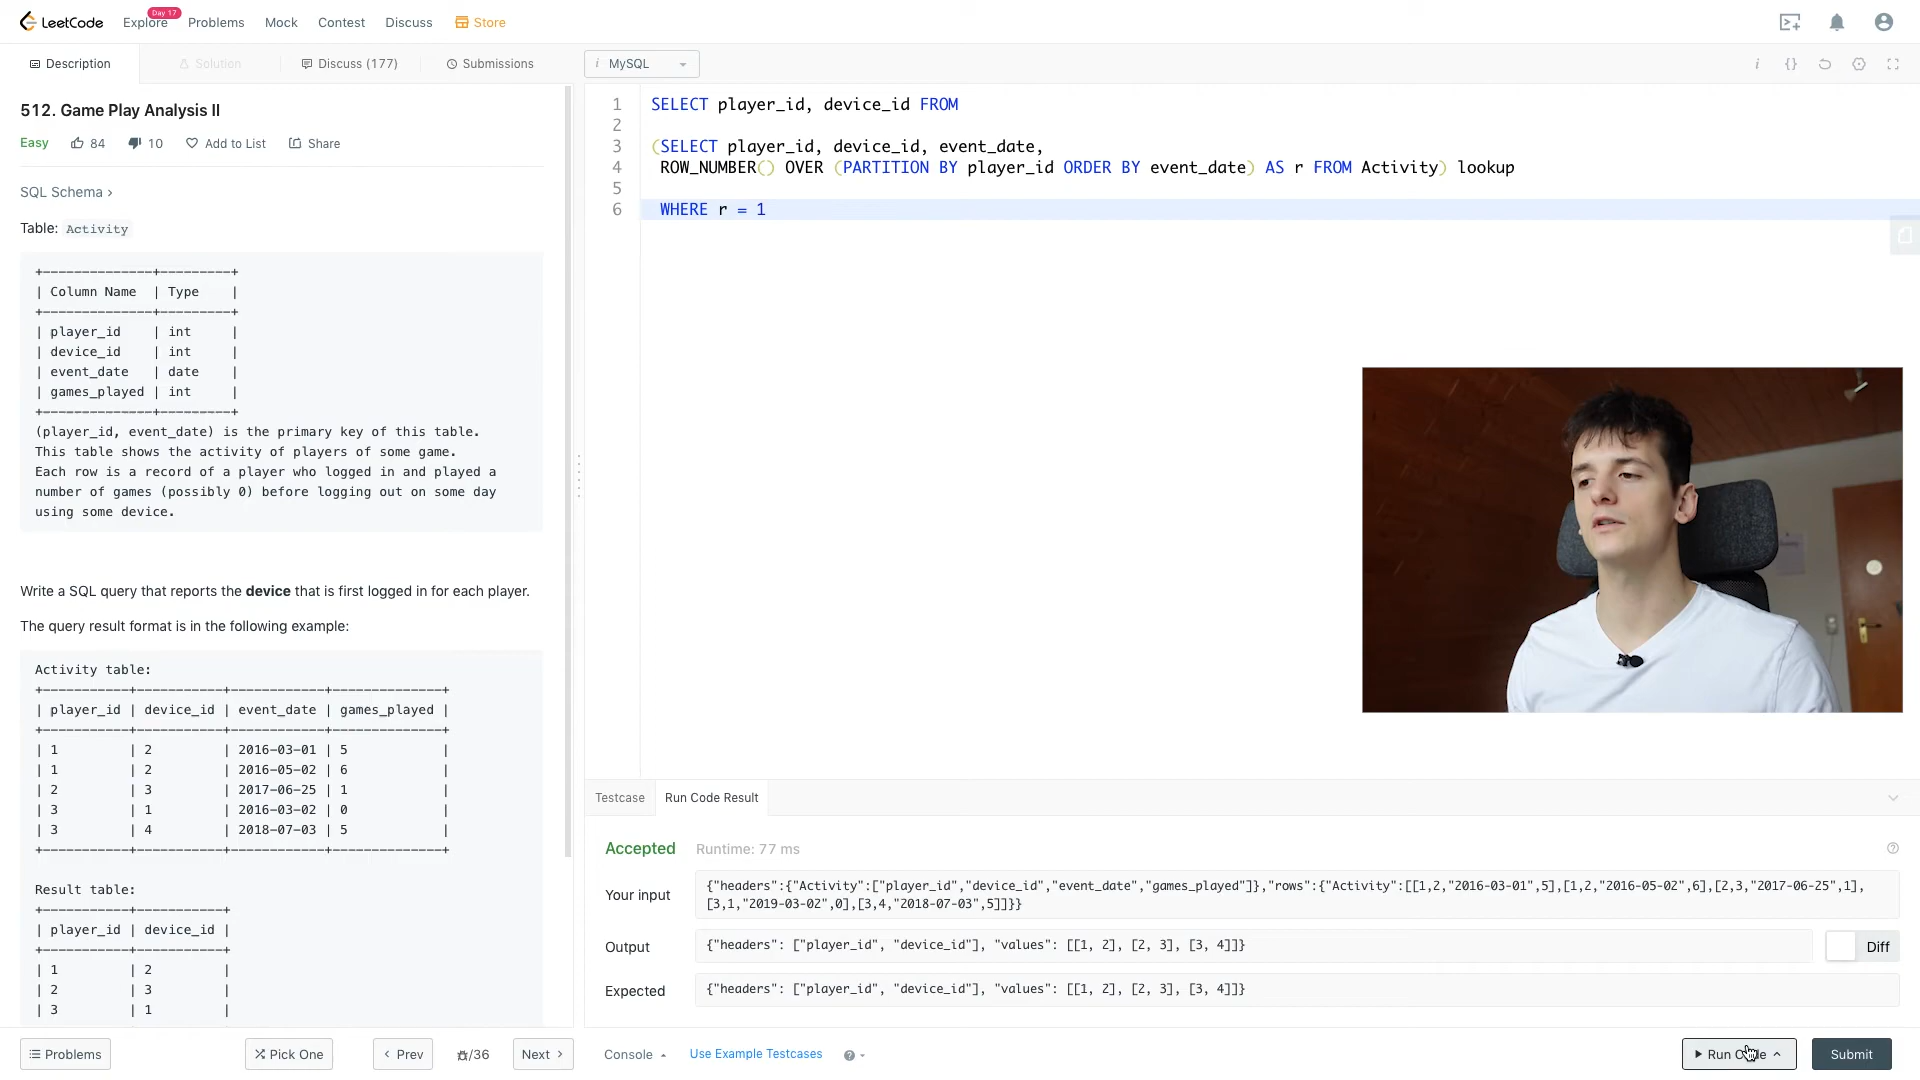 LeetCode
Explore
Day 17
Problems
Mock
Contest
Discuss
Store
Description
Solution
Discuss (177)
Submissions
i MySQL
i {}
512. Game Play Analysis II
Easy 84 10 Add to List Share
SQL Schema >
Table: Activity
+--------------+---------+
| Column Name  | Type    |
+--------------+---------+
| player_id    | int     |
| device_id    | int     |
| event_date   | date    |
| games_played | int     |
+--------------+---------+
(player_id, event_date) is the primary key of this table.
This table shows the activity of players of some game.
Each row is a record of a player who logged in and played a
number of games (possibly 0) before logging out on some day
using some device.
Write a SQL query that reports the device that is first logged in for each player.
The query result format is in the following example:
Activity table:
+-----------+-----------+------------+--------------+
| player_id | device_id | event_date | games_played |
+-----------+-----------+------------+--------------+
| 1         | 2         | 2016-03-01 | 5            |
| 1         | 2         | 2016-05-02 | 6            |
| 2         | 3         | 2017-06-25 | 1            |
| 3         | 1         | 2016-03-02 | 0            |
| 3         | 4         | 2018-07-03 | 5            |
+-----------+-----------+------------+--------------+
Result table:
+-----------+-----------+
| player_id | device_id |
+-----------+-----------+
| 1         | 2         |
| 2         | 3         |
| 3         | 1         |
1 SELECT player_id, device_id FROM
2
3 (SELECT player_id, device_id, event_date,
4 ROW_NUMBER() OVER (PARTITION BY player_id ORDER BY event_date) AS r FROM Activity) lookup
5
6 WHERE r = 1
Testcase
Run Code Result
Accepted Runtime: 77 ms
Your input
{"headers":{"Activity":["player_id","device_id","event_date","games_played"]},"rows":{"Activity":[[1,2,"2016-03-01",5],[1,2,"2016-05-02",6],[2,3,"2017-06-25",1],
[3,1,"2019-03-02",0],[3,4,"2018-07-03",5]]}}
Output
{"headers": ["player_id", "device_id"], "values": [[1, 2], [2, 3], [3, 4]]}
Diff
Expected
{"headers": ["player_id", "device_id"], "values": [[1, 2], [2, 3], [3, 4]]}
Problems
Pick One
< Prev
/36
Next >
Console
Use Example Testcases
?
Run Code
Submit